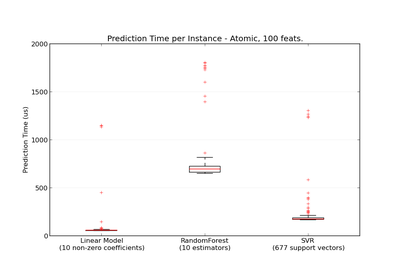 Prediction Time per Instance - Atomic, 100 feats.
2000
1500
1000
500
0
Prediction Time (us)
Linear Model
(10 non-zero coefficients)
RandomForest
(10 estimators)
SVR
(677 support vectors)